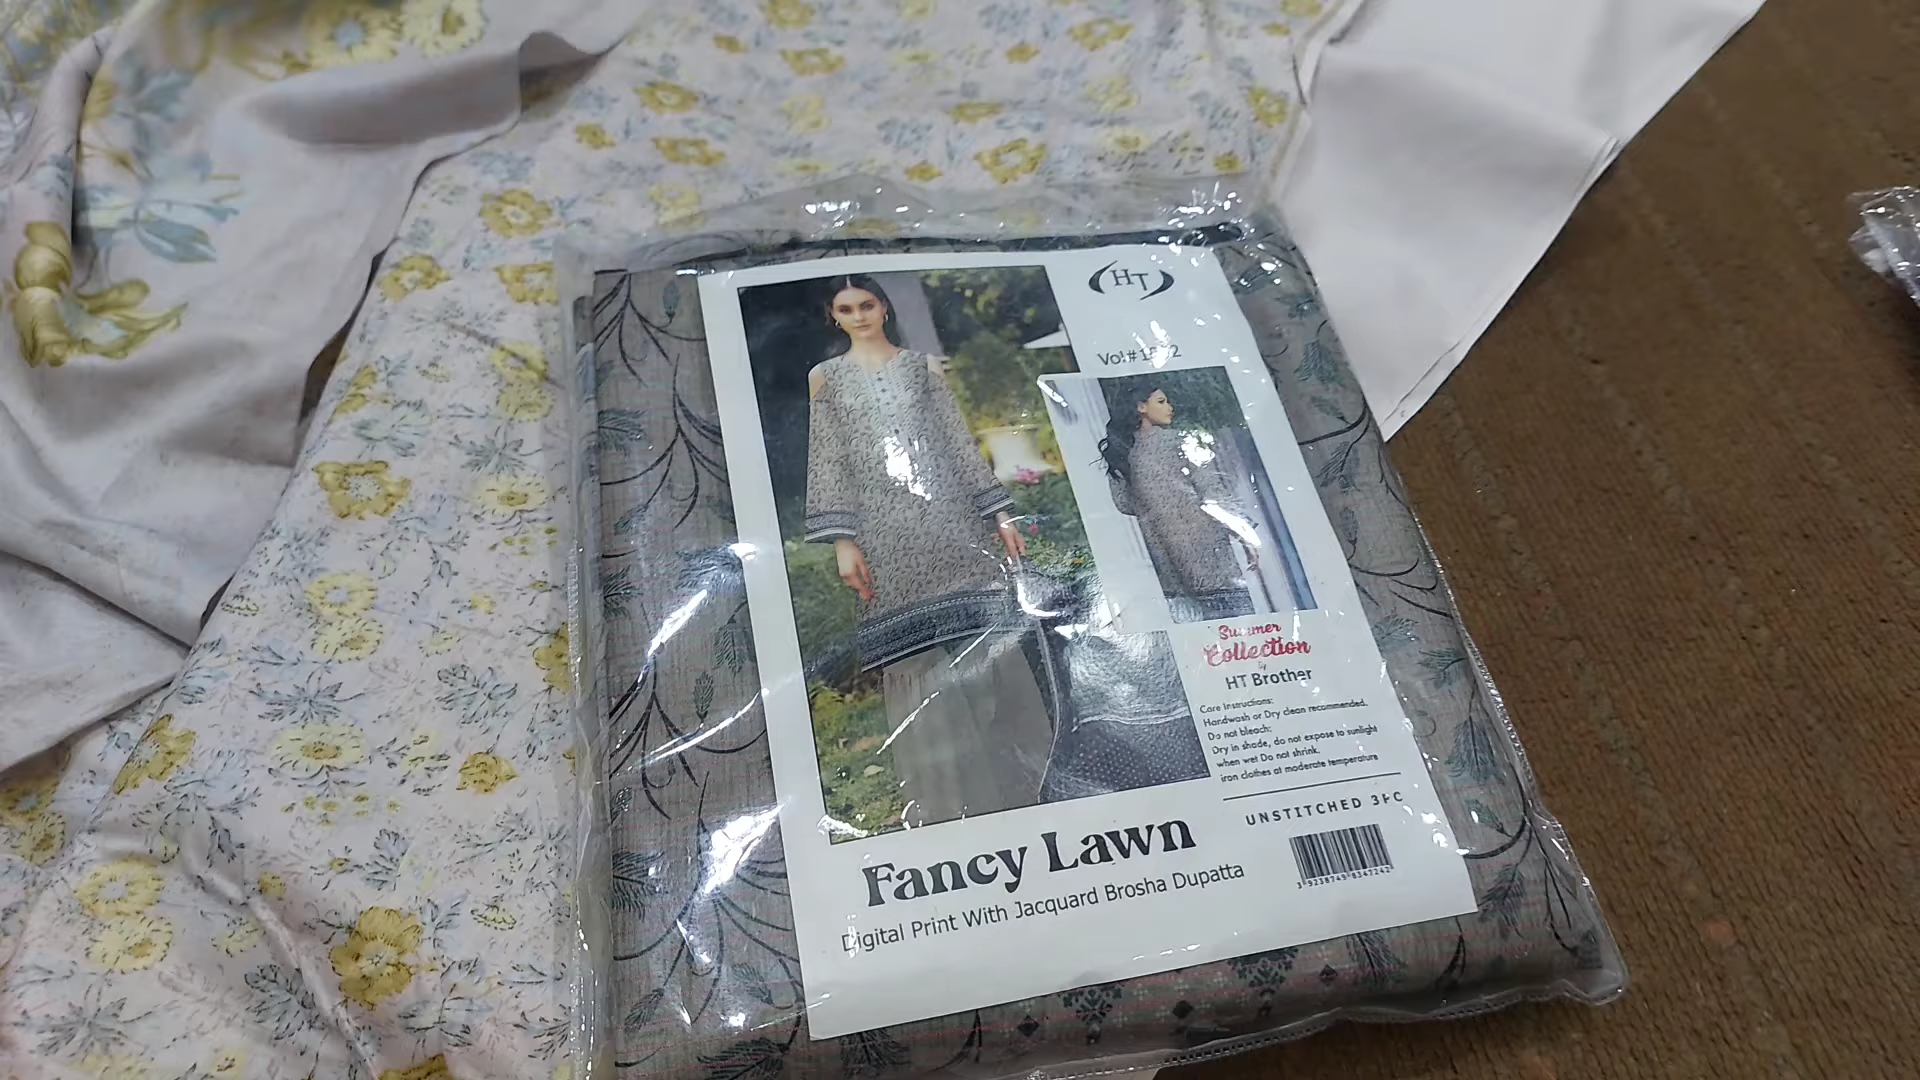 HT
Summer
Collection
by
HT Brother
Care Instructions:
Handwash or Dry clean recommended.
Do not bleach:
Dry in shade, do not expose to sunlight
when wet Do not shrink.
iron clothes at moderate temperature
UNSTITCHED 3PC
Fancy Lawn
Digital Print With Jacquard Brosha Dupatta